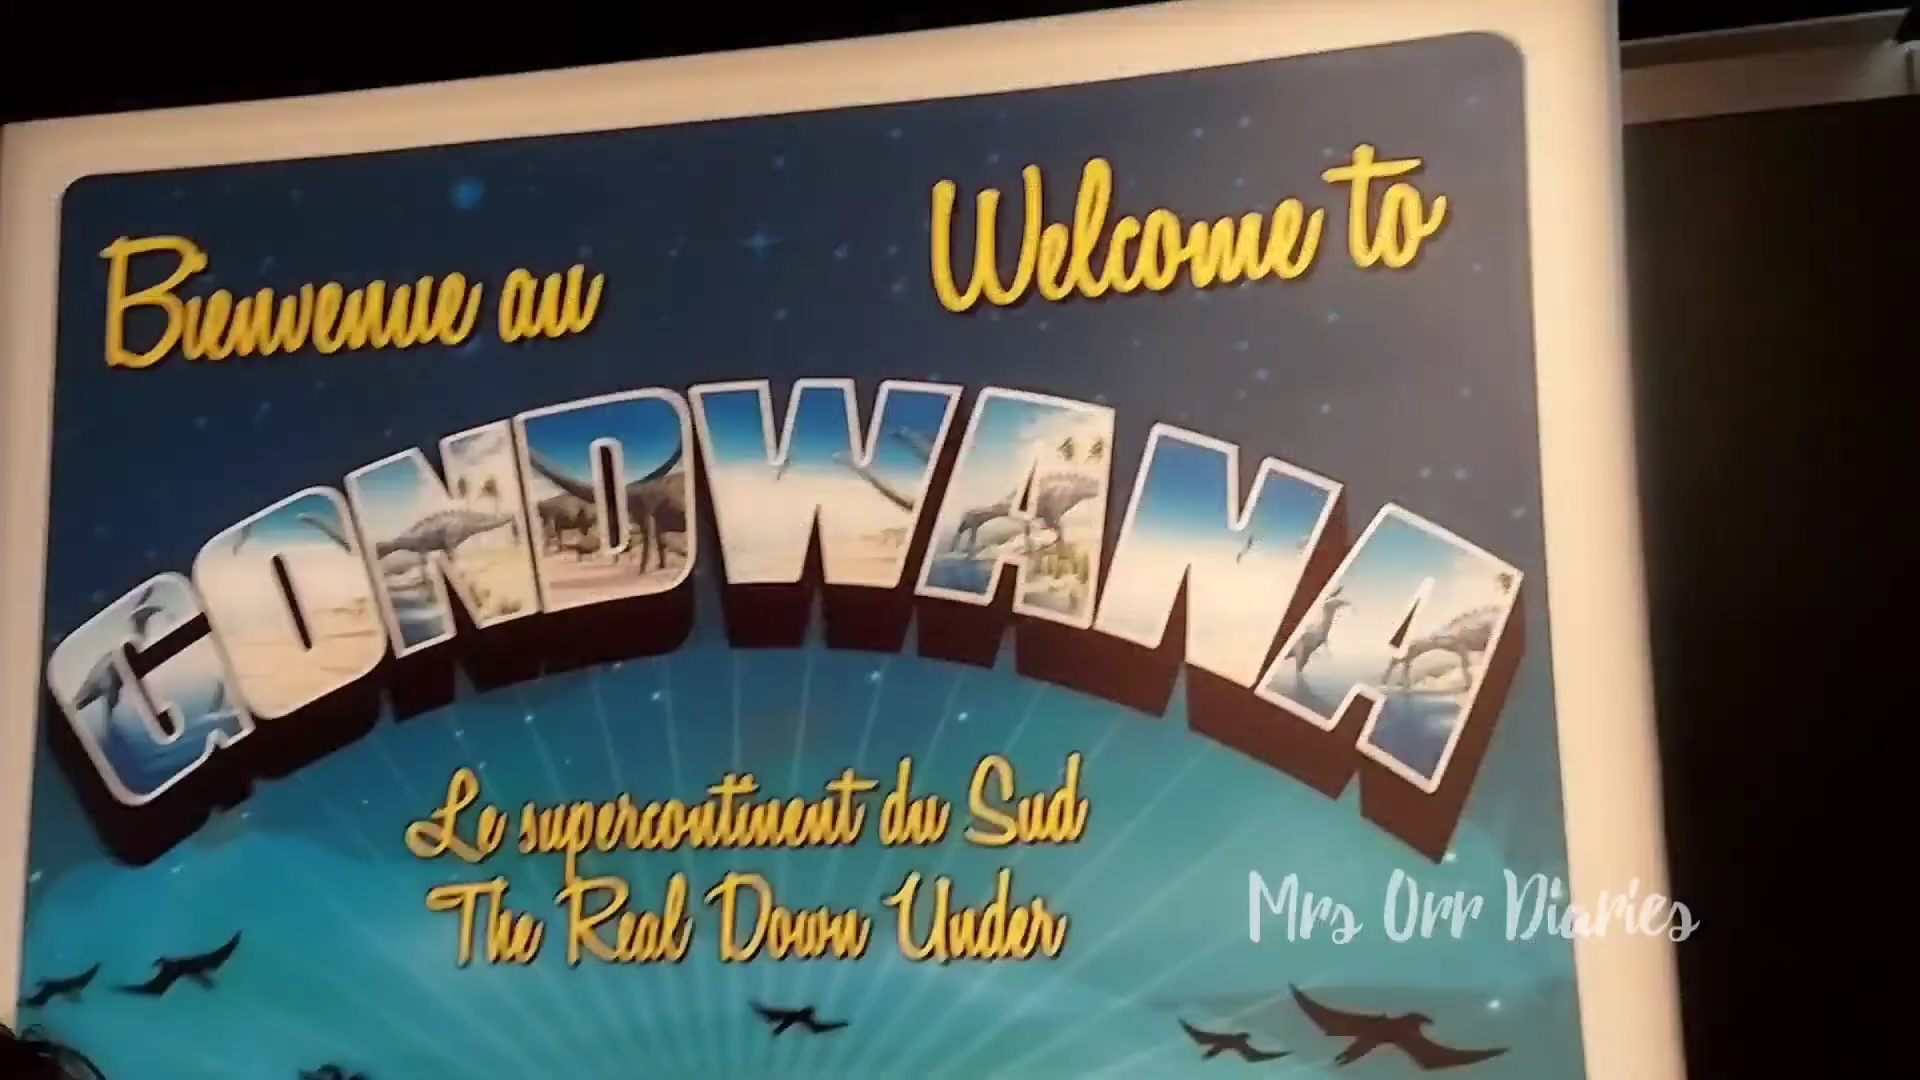 Bienvenue au
Welcome to
GONDWANA
Le supercontinent du Sud
The Real Down Under
Mrs Orr Diaries